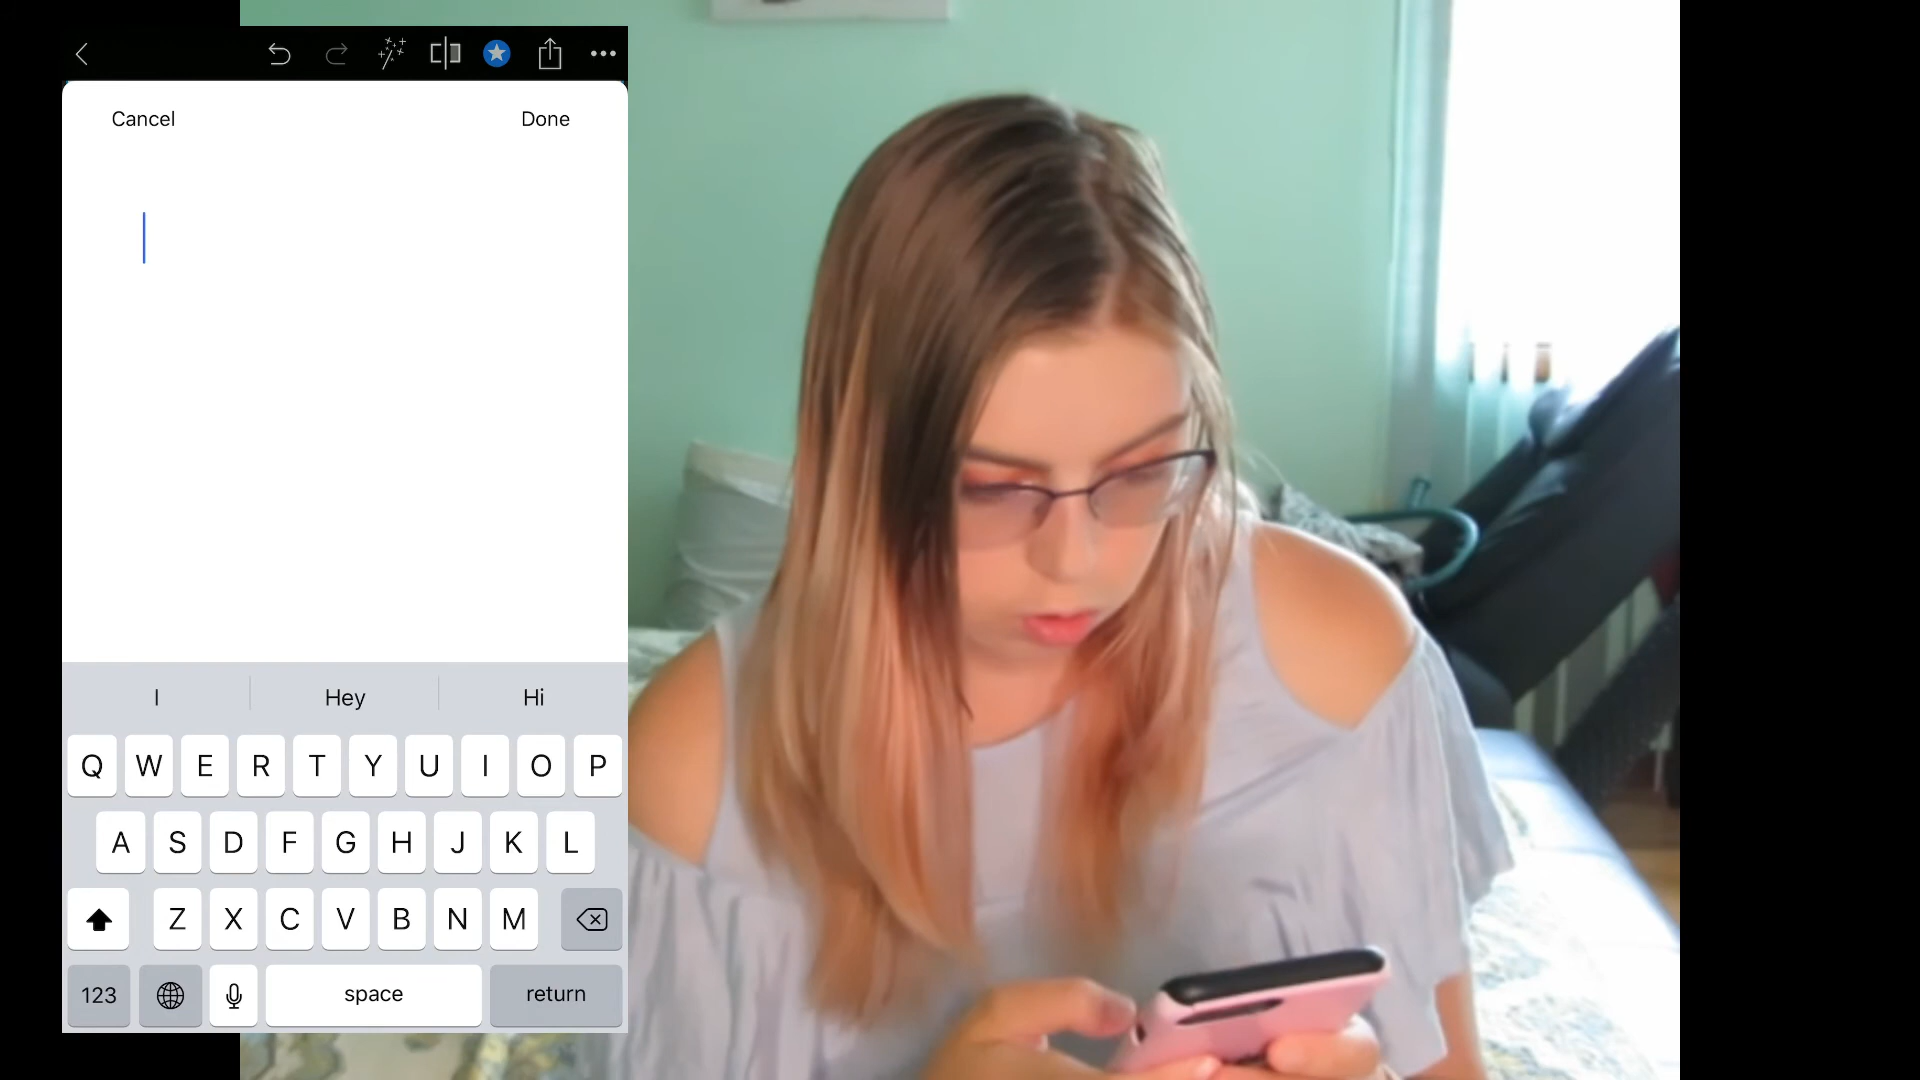 Cancel Done
I Hey Hi
Q W E R T Y U I O P
A S D F G H J K L
Z X C V B N M
123 space return